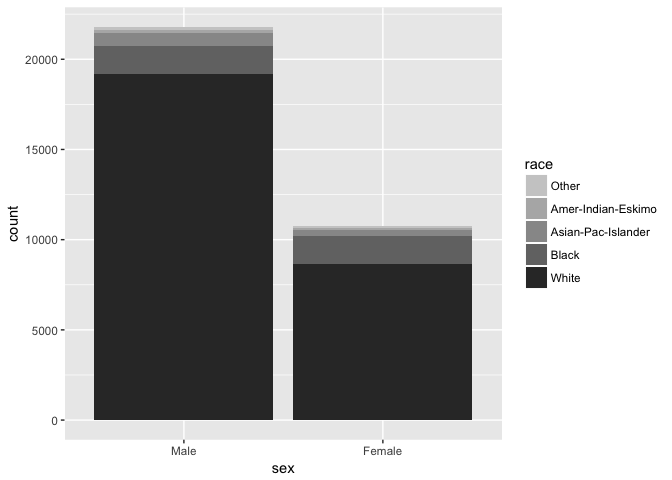 20000
15000
10000
5000
0
count
Male
Female
sex
race
Other
Amer-Indian-Eskimo
Asian-Pac-Islander
Black
White